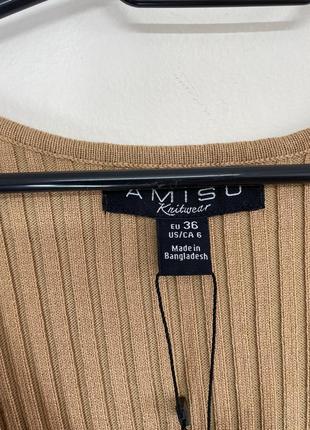 AMISU
Knitwear
EU 36
US/CA 6
Made in
Bangladesh